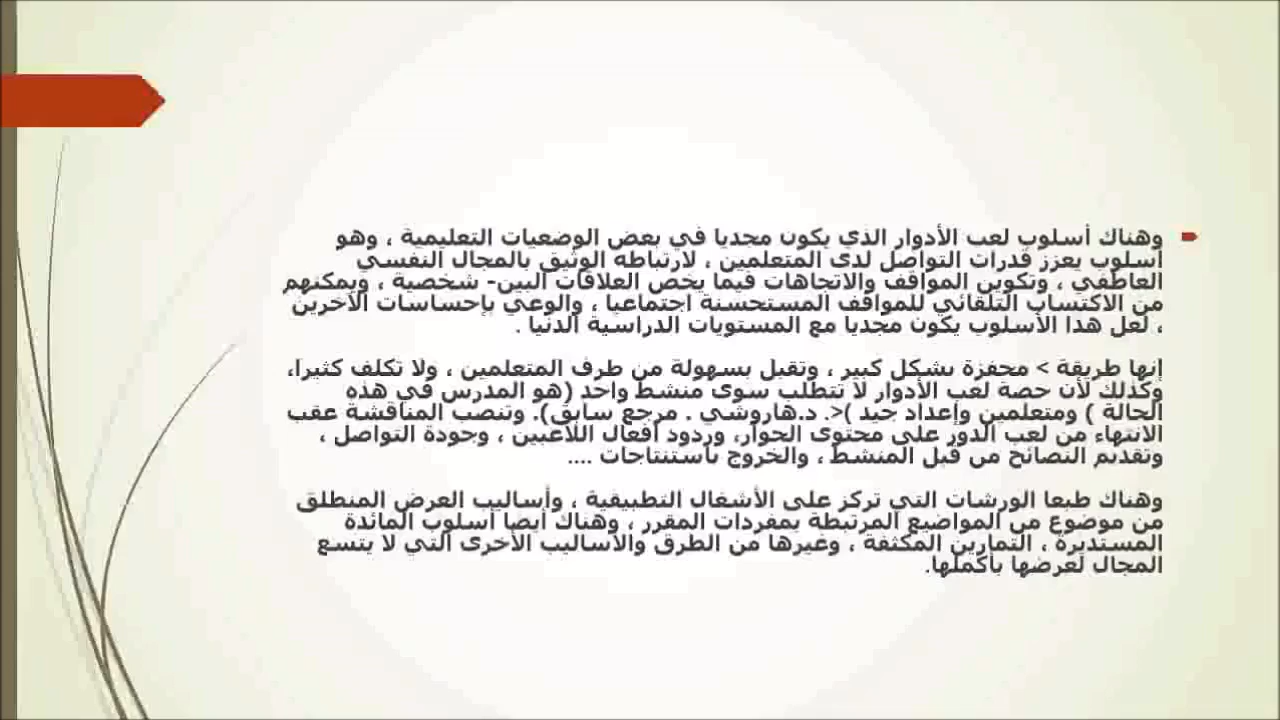 وهناك أسلوب لعب الأدوار الذي يكون مجديا في بعض الوضعيات التعليمية ، وهو
أسلوب يعزز قدرات التواصل لدى المتعلمين ، لارتباطه الوثيق بالمجال النفسي
العاطفي ، وتكوين المواقف والاتجاهات فيما يخص العلاقات البين- شخصية ، ويمكنهم
من الاكتساب التلقائي للمواقف المستحسنة اجتماعيا ، والوعي بإحساسات الآخرين
، لعل هذا الأسلوب يكون مجديا مع المستويات الدراسية الدنيا .
إنها طريقة > محفزة بشكل كبير ، وتقبل بسهولة من طرف المتعلمين ، ولا تكلف كثيرا،
وكذلك لأن حصة لعب الأدوار لا تتطلب سوى منشط واحد (هو المدرس في هذه
الحالة ) ومتعلمين وإعداد جيد )<. د.هاروشي . مرجع سابق). وتنصب المناقشة عقب
الانتهاء من لعب الدور على محتوى الحوار، وردود أفعال اللاعبين ، وجودة التواصل ،
وتقديم النصائح من قبل المنشط ، والخروج باستنتاجات ....
وهناك طبعا الورشات التي تركز على الأشغال التطبيقية ، وأساليب العرض المنطلق
من موضوع من المواضيع المرتبطة بمفردات المقرر ، وهناك أيضا أسلوب المائدة
المستديرة ، التمارين المكثفة ، وغيرها من الطرق والأساليب الأخرى التي لا يتسع
المجال لعرضها بأكملها.